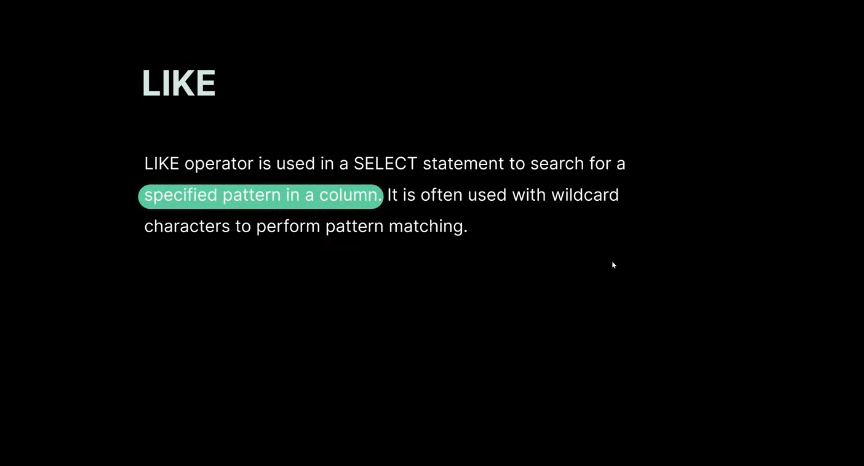 LIKE
LIKE operator is used in a SELECT statement to search for a
specified pattern in a column. It is often used with wildcard
characters to perform pattern matching.